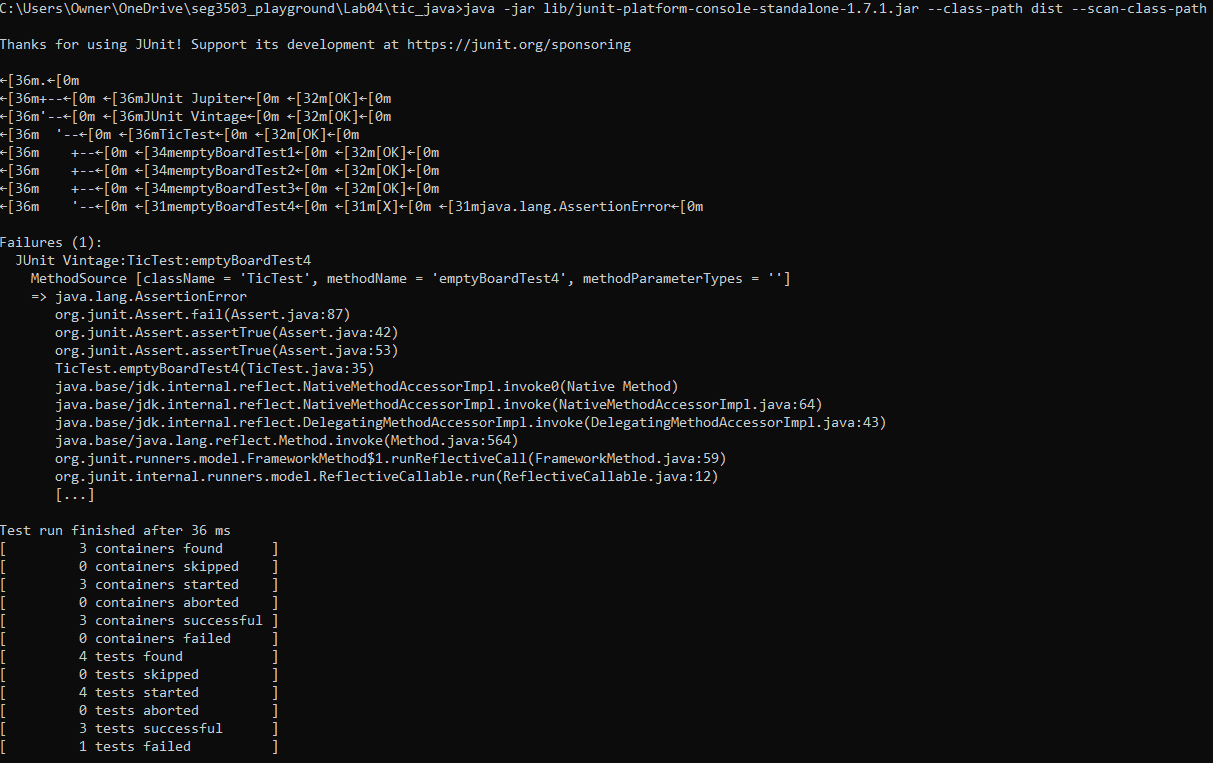 C:\Users\Owner\OneDrive\seg3503_playground\Lab04\tic_java>java -jar lib/junit-platform-console-standalone-1.7.1.jar --class-path dist --scan-class-path
Thanks for using JUnit! Support its development at https://junit.org/sponsoring
←[36m.←[0m
←[36m+--←[0m ←[36mJUnit Jupiter←[0m ←[32m[OK]←[0m
←[36m'--←[0m ←[36mJUnit Vintage←[0m ←[32m[OK]←[0m
←[36m  '--←[0m ←[36mTicTest←[0m ←[32m[OK]←[0m
←[36m    +--←[0m ←[34memptyBoardTest1←[0m ←[32m[OK]←[0m
←[36m    +--←[0m ←[34memptyBoardTest2←[0m ←[32m[OK]←[0m
←[36m    +--←[0m ←[34memptyBoardTest3←[0m ←[32m[OK]←[0m
←[36m    '--←[0m ←[31memptyBoardTest4←[0m ←[31m[X]←[0m ←[31mjava.lang.AssertionError←[0m
Failures (1):
  JUnit Vintage:TicTest:emptyBoardTest4
    MethodSource [className = 'TicTest', methodName = 'emptyBoardTest4', methodParameterTypes = '']
    => java.lang.AssertionError
       org.junit.Assert.fail(Assert.java:87)
       org.junit.Assert.assertTrue(Assert.java:42)
       org.junit.Assert.assertTrue(Assert.java:53)
       TicTest.emptyBoardTest4(TicTest.java:35)
       java.base/jdk.internal.reflect.NativeMethodAccessorImpl.invoke0(Native Method)
       java.base/jdk.internal.reflect.NativeMethodAccessorImpl.invoke(NativeMethodAccessorImpl.java:64)
       java.base/jdk.internal.reflect.DelegatingMethodAccessorImpl.invoke(DelegatingMethodAccessorImpl.java:43)
       java.base/java.lang.reflect.Method.invoke(Method.java:564)
       org.junit.runners.model.FrameworkMethod$1.runReflectiveCall(FrameworkMethod.java:59)
       org.junit.internal.runners.model.ReflectiveCallable.run(ReflectiveCallable.java:12)
       [...]
Test run finished after 36 ms
[         3 containers found      ]
[         0 containers skipped    ]
[         3 containers started    ]
[         0 containers aborted    ]
[         3 containers successful ]
[         0 containers failed     ]
[         4 tests found           ]
[         0 tests skipped         ]
[         4 tests started         ]
[         0 tests aborted         ]
[         3 tests successful      ]
[         1 tests failed          ]